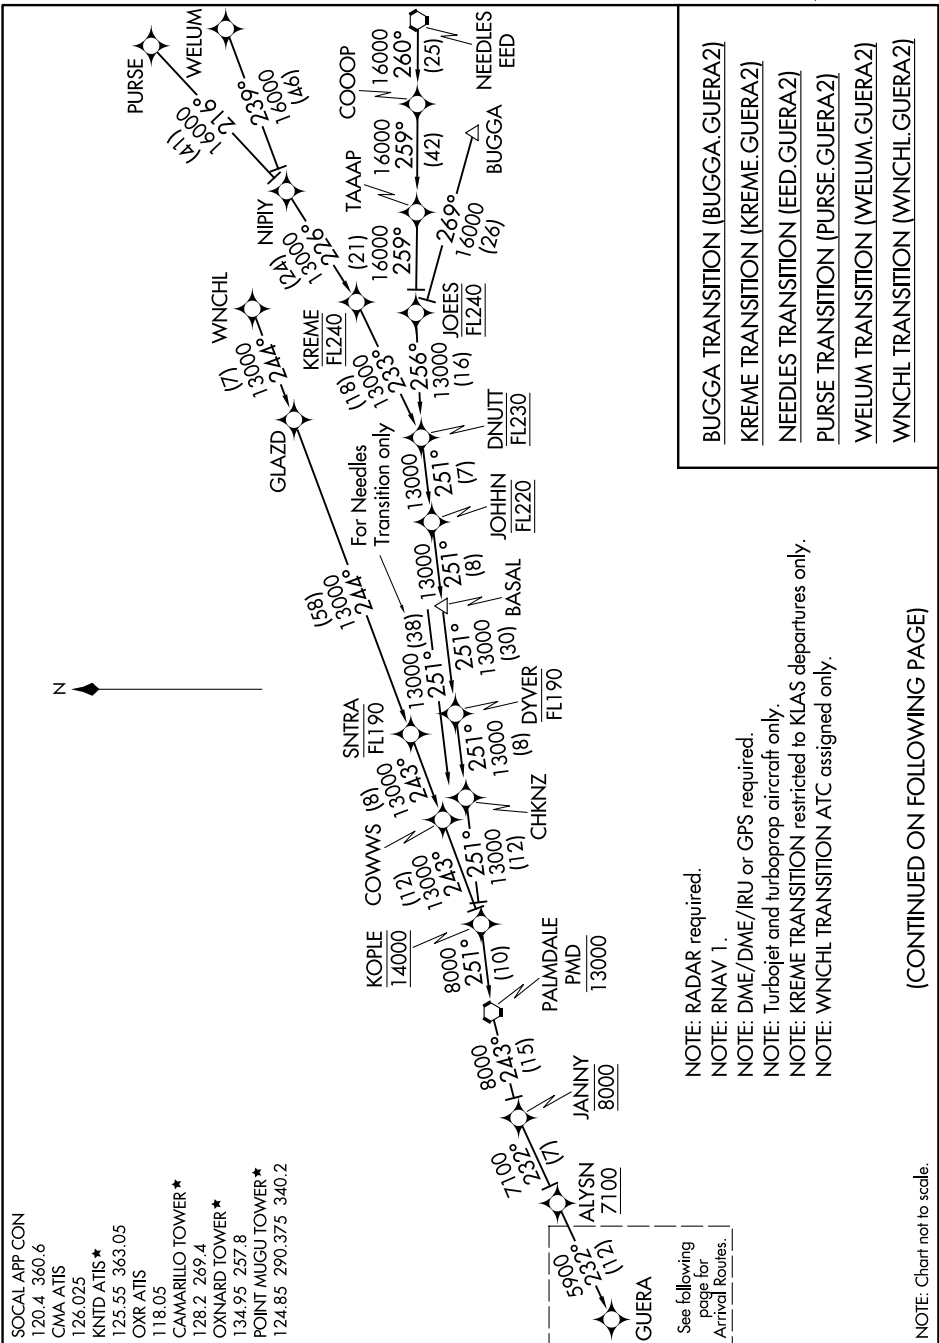 SOCAL APP CON
120.4 360.6
CMA ATIS
126.025
KNTD ATIS★
125.55 363.05
OXR ATIS
118.05
CAMARILLO TOWER★
128.2 269.4
OXNARD TOWER★
134.95 257.8
POINT MUGU TOWER★
124.85 290.375 340.2
N
PURSE
(41)
16000
216°
WELUM
(46)
16000
239°
NIPIY
(24)
13000
226°
KREME
FL240
(18)
13000
233°
WNCHL
(7)
13000
244°
GLAZD
(58)
13000
244°
SNTRA
FL190
(8)
13000
243°
COWWS
(12)
13000
243°
NEEDLES
EED
16000
260°
(25)
COOOP
16000
259°
(42)
TAAAP
(21)
16000
259°
BUGGA
269°
16000
(26)
JOEES
FL240
256°
13000
(16)
DNUTT
FL230
13000
251°
(7)
JOHHN
FL220
13000
251°
(8)
BASAL
For Needles
Transition only
13000 (38)
251°
251°
13000
(30)
DYVER
FL190
251°
13000
(8)
CHKNZ
251°
13000
(12)
KOPLE
14000
8000
251°
(10)
PALMDALE
PMD
13000
8000
243°
(15)
JANNY
8000
7100
232°
(7)
ALYSN
7100
5900
232°
(12)
GUERA
See following
page for
Arrival Routes.
BUGGA TRANSITION (BUGGA.GUERA2)
KREME TRANSITION (KREME.GUERA2)
NEEDLES TRANSITION (EED.GUERA2)
PURSE TRANSITION (PURSE.GUERA2)
WELUM TRANSITION (WELUM.GUERA2)
WNCHL TRANSITION (WNCHL.GUERA2)
NOTE: RADAR required.
NOTE: RNAV 1.
NOTE: DME/DME/IRU or GPS required.
NOTE: Turbojet and turboprop aircraft only.
NOTE: KREME TRANSITION restricted to KLAS departures only.
NOTE: WNCHL TRANSITION ATC assigned only.
(CONTINUED ON FOLLOWING PAGE)
NOTE: Chart not to scale.